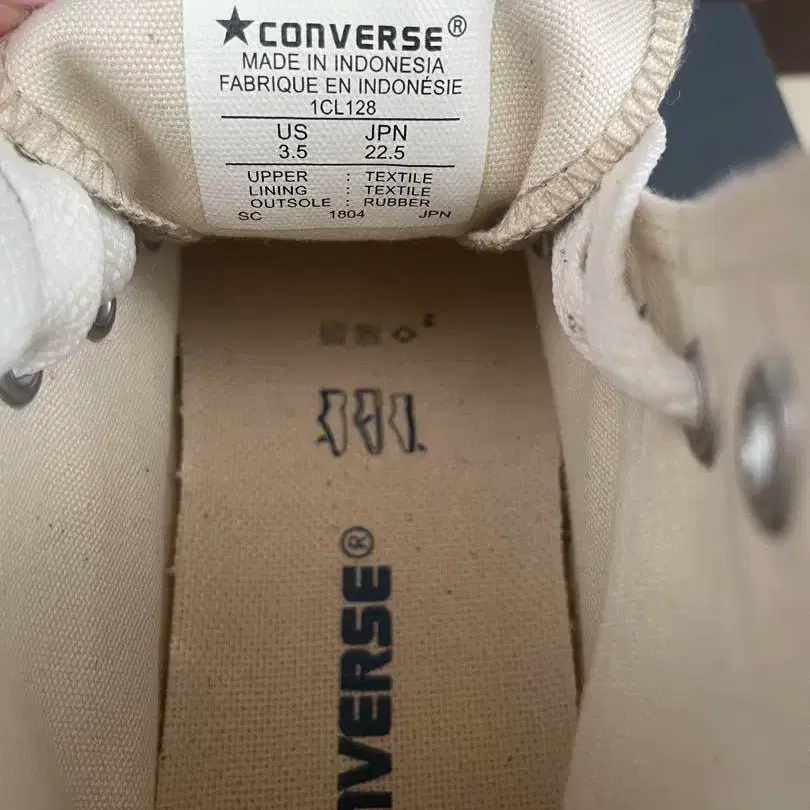 ★CONVERSE®
MADE IN INDONESIA
FABRIQUE EN INDONÉSIE
1CL128
US JPN
3.5 22.5
UPPER : TEXTILE
LINING : TEXTILE
OUTSOLE : RUBBER
SC 1804 JPN
NVERSE®